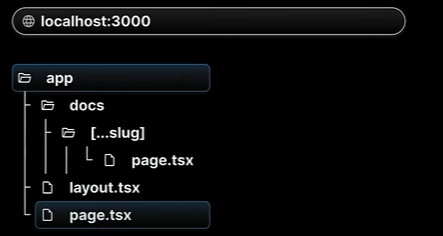 localhost:3000
app
docs
[...slug]
page.tsx
layout.tsx
page.tsx